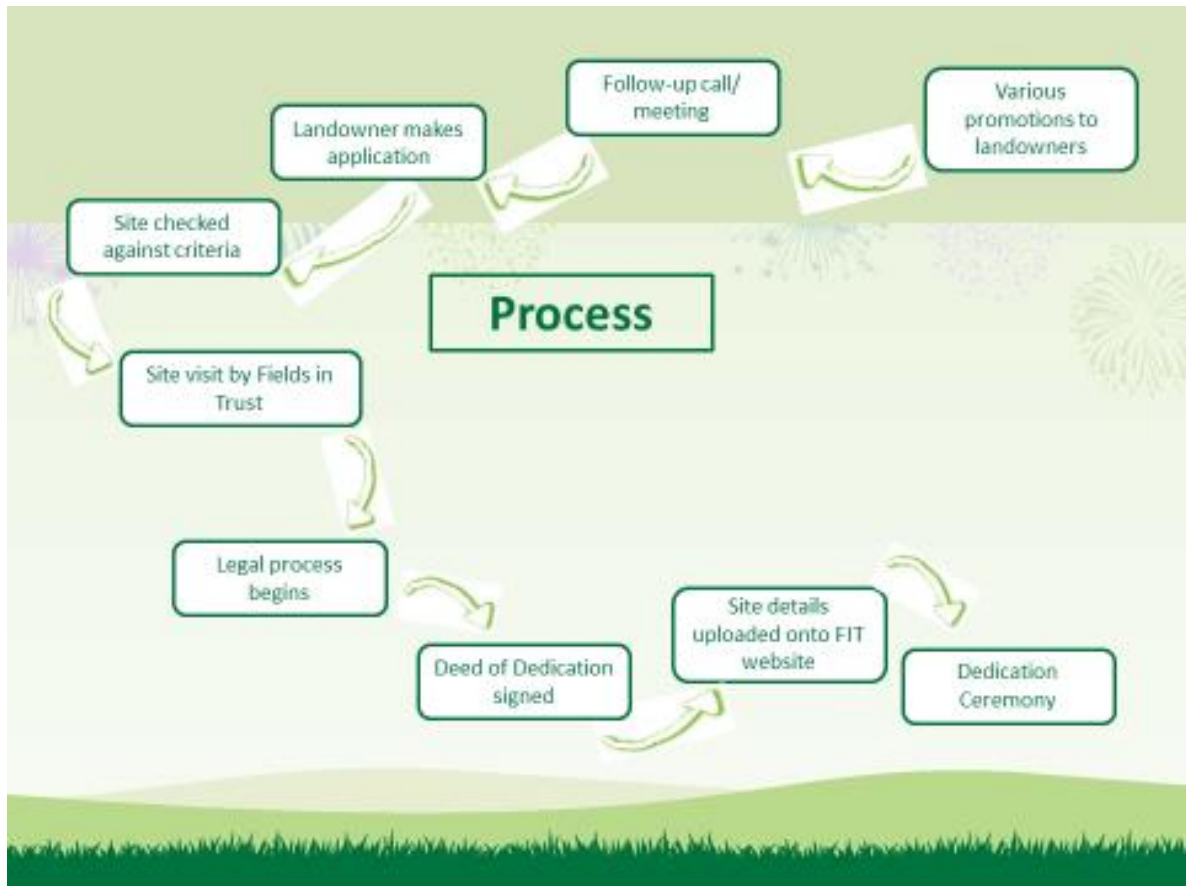 Various
promotions to
landowners
Follow-up call/
meeting
Landowner makes
application
Site checked
against criteria
Process
Site visit by Fields in
Trust
Legal process
begins
Deed of Dedication
signed
Site details
uploaded onto FIT
website
Dedication
Ceremony